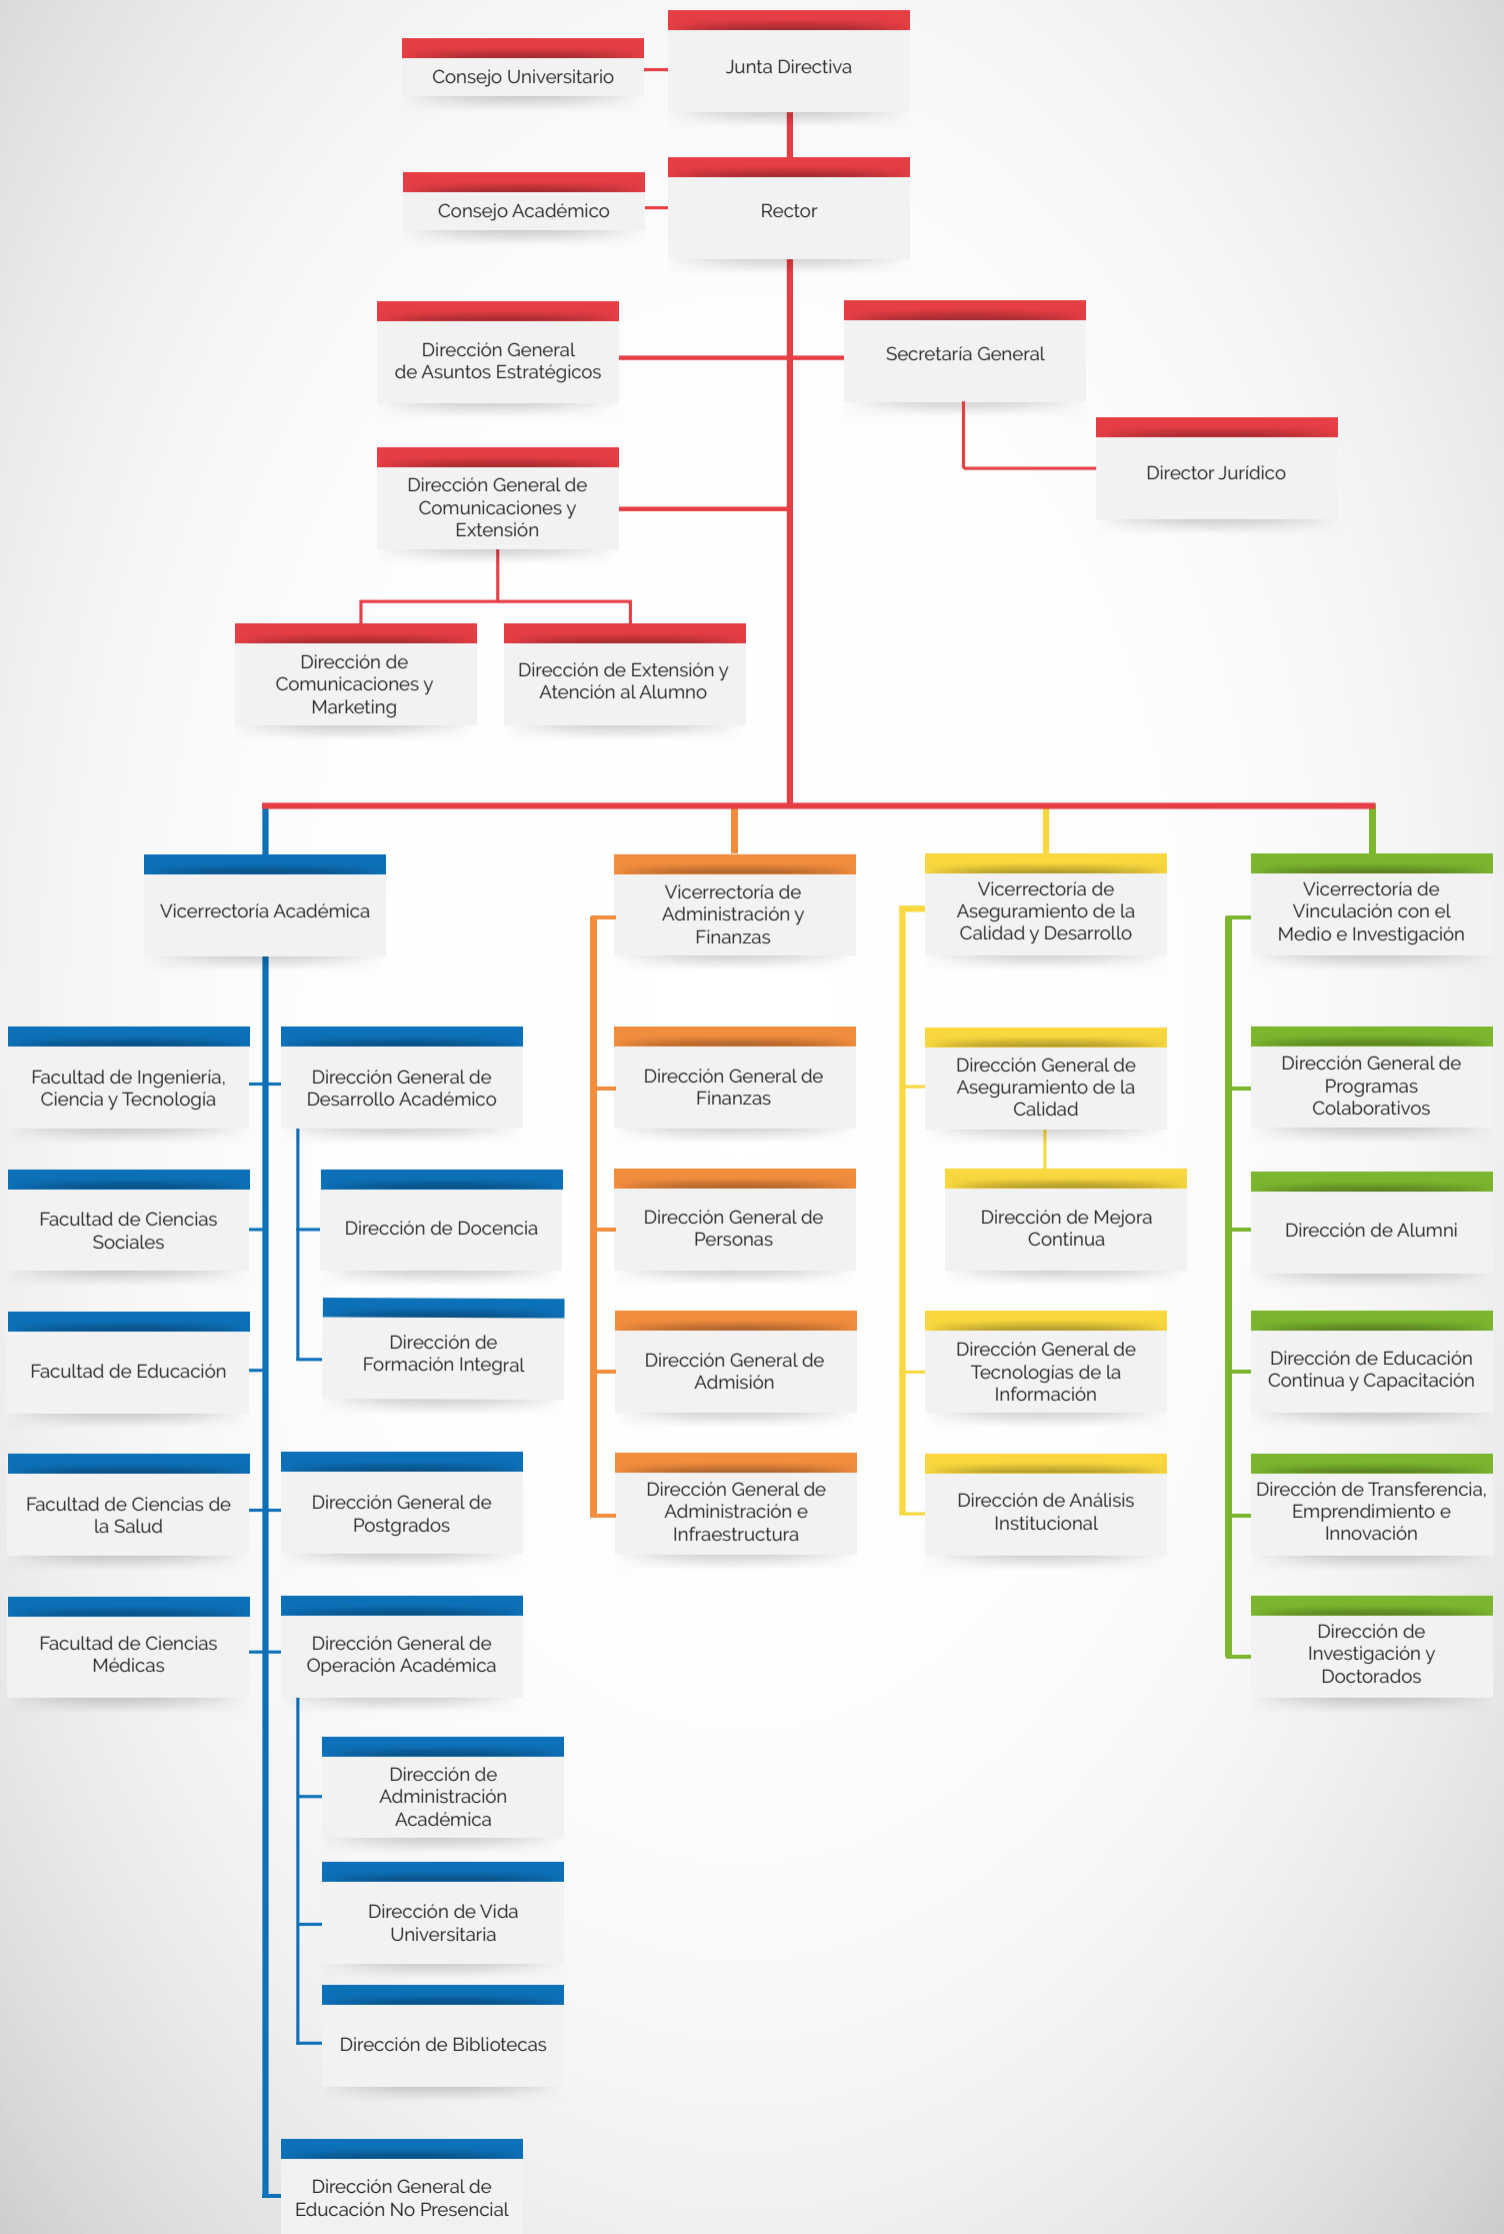 Junta Directiva
Consejo Universitario
Rector
Consejo Académico
Dirección General
de Asuntos Estratégicos
Secretaría General
Director Jurídico
Dirección General de
Comunicaciones y
Extensión
Dirección de
Comunicaciones y
Marketing
Dirección de Extensión y
Atención al Alumno
Vicerrectoría Académica
Facultad de Ingeniería,
Ciencia y Tecnología
Facultad de Ciencias
Sociales
Facultad de Educación
Facultad de Ciencias de
la Salud
Facultad de Ciencias
Médicas
Dirección General de
Desarrollo Académico
Dirección de Docencia
Dirección de
Formación Integral
Dirección General de
Postgrados
Dirección General de
Operación Académica
Dirección de
Administración
Académica
Dirección de Vida
Universitaria
Dirección de Bibliotecas
Dirección General de
Educación No Presencial
Vicerrectoría de
Administración y
Finanzas
Dirección General de
Finanzas
Dirección General de
Personas
Dirección General de
Admisión
Dirección General de
Administración e
Infraestructura
Vicerrectoría de
Aseguramiento de la
Calidad y Desarrollo
Dirección General de
Aseguramiento de la
Calidad
Dirección de Mejora
Continua
Dirección General de
Tecnologías de la
Información
Dirección de Análisis
Institucional
Vicerrectoría de
Vinculación con el
Medio e Investigación
Dirección General de
Programas
Colaborativos
Dirección de Alumni
Dirección de Educación
Continua y Capacitación
Dirección de Transferencia,
Emprendimiento e
Innovación
Dirección de
Investigación y
Doctorados